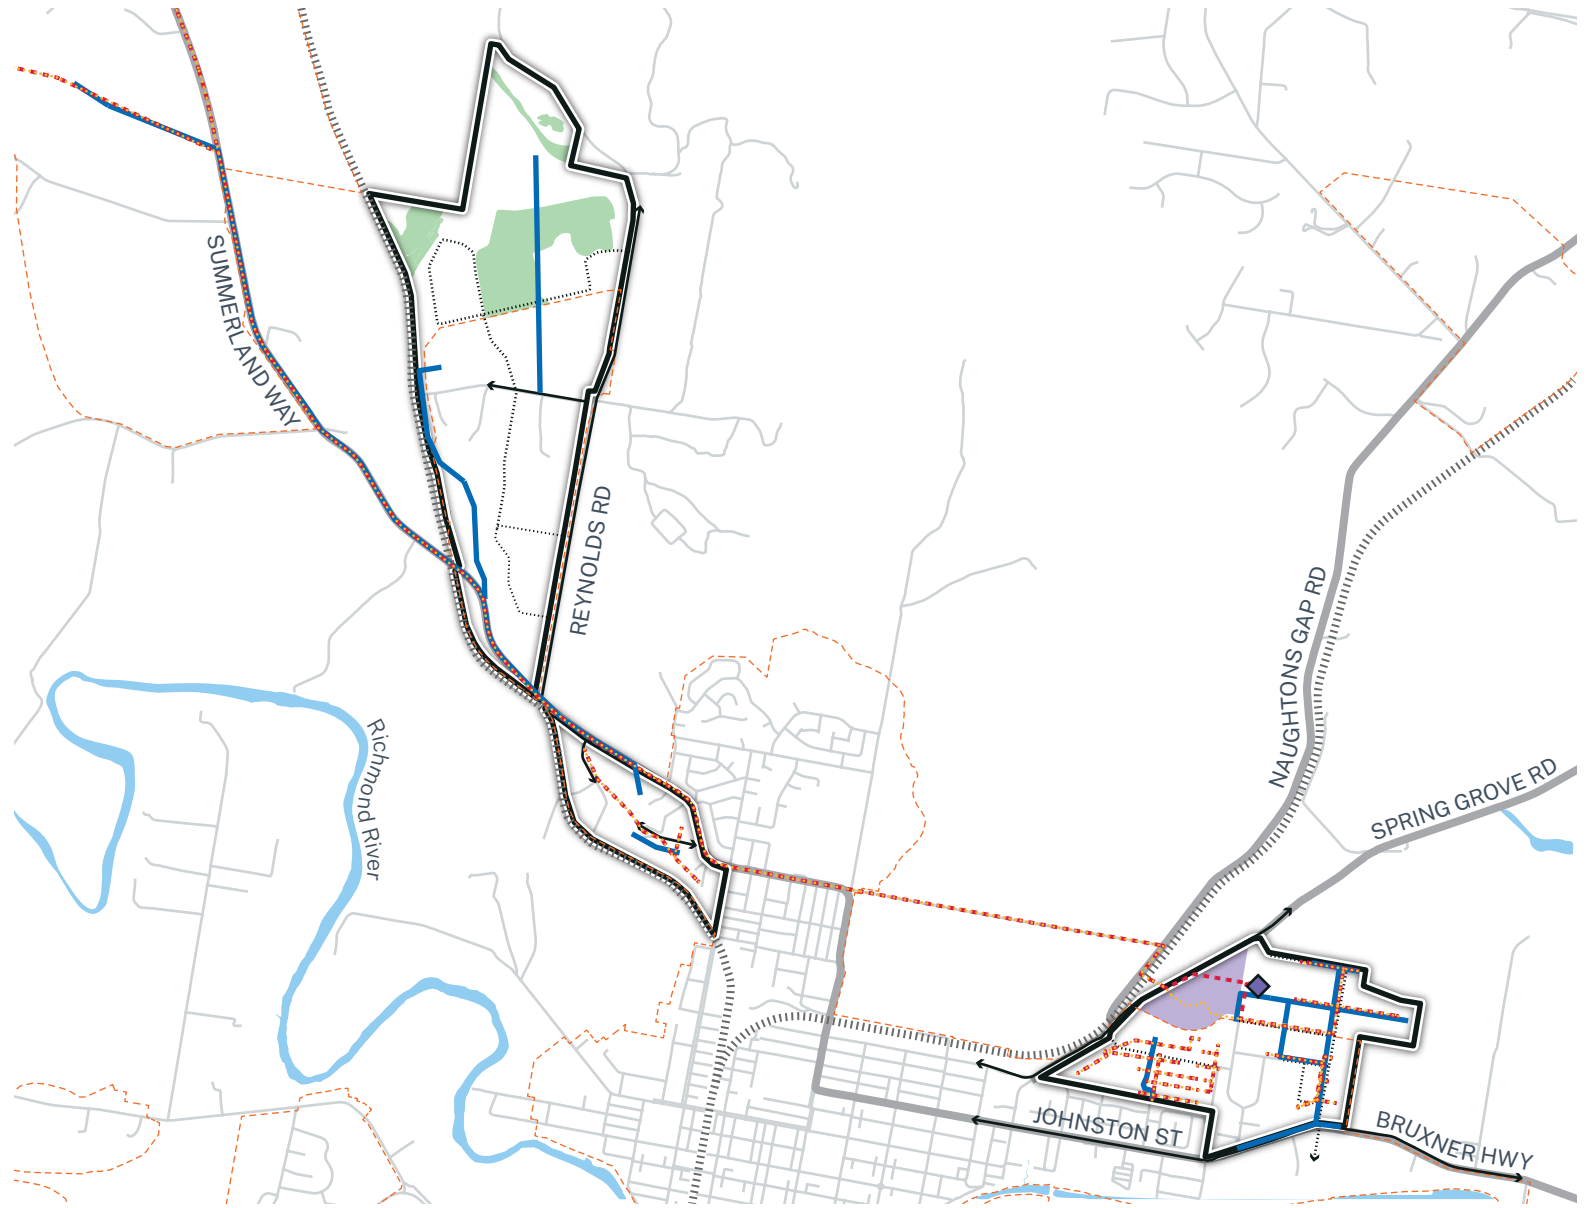 SUMMERLAND WAY
REYNOLDS RD
NAUGHTONS GAP RD
Richmond River
SPRING GROVE RD
JOHNSTON ST
BRUXNER HWY